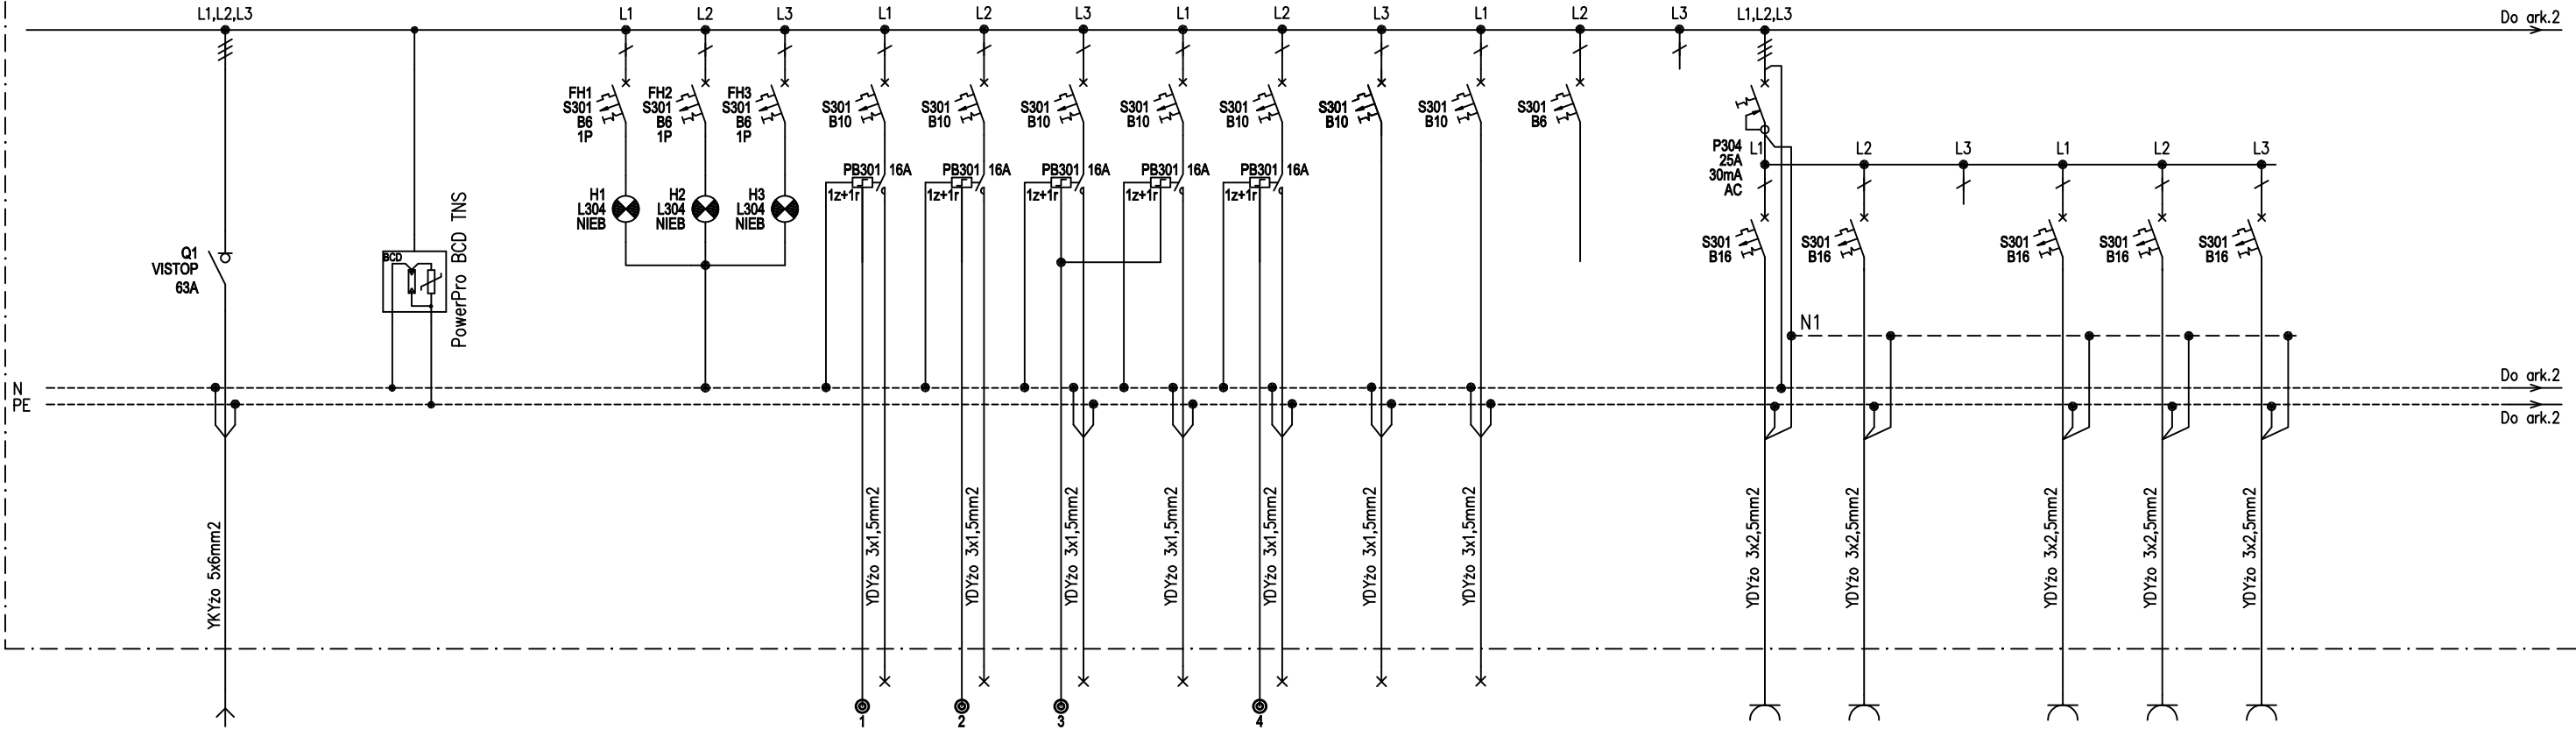 L1,L2,L3 L1 L2 L3 L1 L2 L3 L1 L2 L3 L1 L2 L3 L1,L2,L3 Do ark.2
FH1
S301
B6
1P
FH2
S301
B6
1P
FH3
S301
B6
1P
S301
B10
S301
B10
S301
B10
S301
B10
S301
B10
S301
B10
S301
B10
S301
B6
P304
25A
30mA
AC
L1 L2 L3 L1 L2 L3
PB301 16A
1z+1r
PB301 16A
1z+1r
PB301 16A
1z+1r
PB301 16A
1z+1r
PB301 16A
1z+1r
H1
L304
NIEB
H2
L304
NIEB
H3
L304
NIEB
Q1
VISTOP
63A
BCD
PowerPro BCD TNS
S301
B16
S301
B16
S301
B16
S301
B16
S301
B16
N1
N Do ark.2
PE Do ark.2
YKYżo 5x6mm2
YDYżo 3x1,5mm2
YDYżo 3x1,5mm2
YDYżo 3x1,5mm2
YDYżo 3x1,5mm2
YDYżo 3x1,5mm2
YDYżo 3x1,5mm2
YDYżo 3x1,5mm2
YDYżo 3x2,5mm2
YDYżo 3x2,5mm2
YDYżo 3x2,5mm2
YDYżo 3x2,5mm2
YDYżo 3x2,5mm2
1 2 3 4